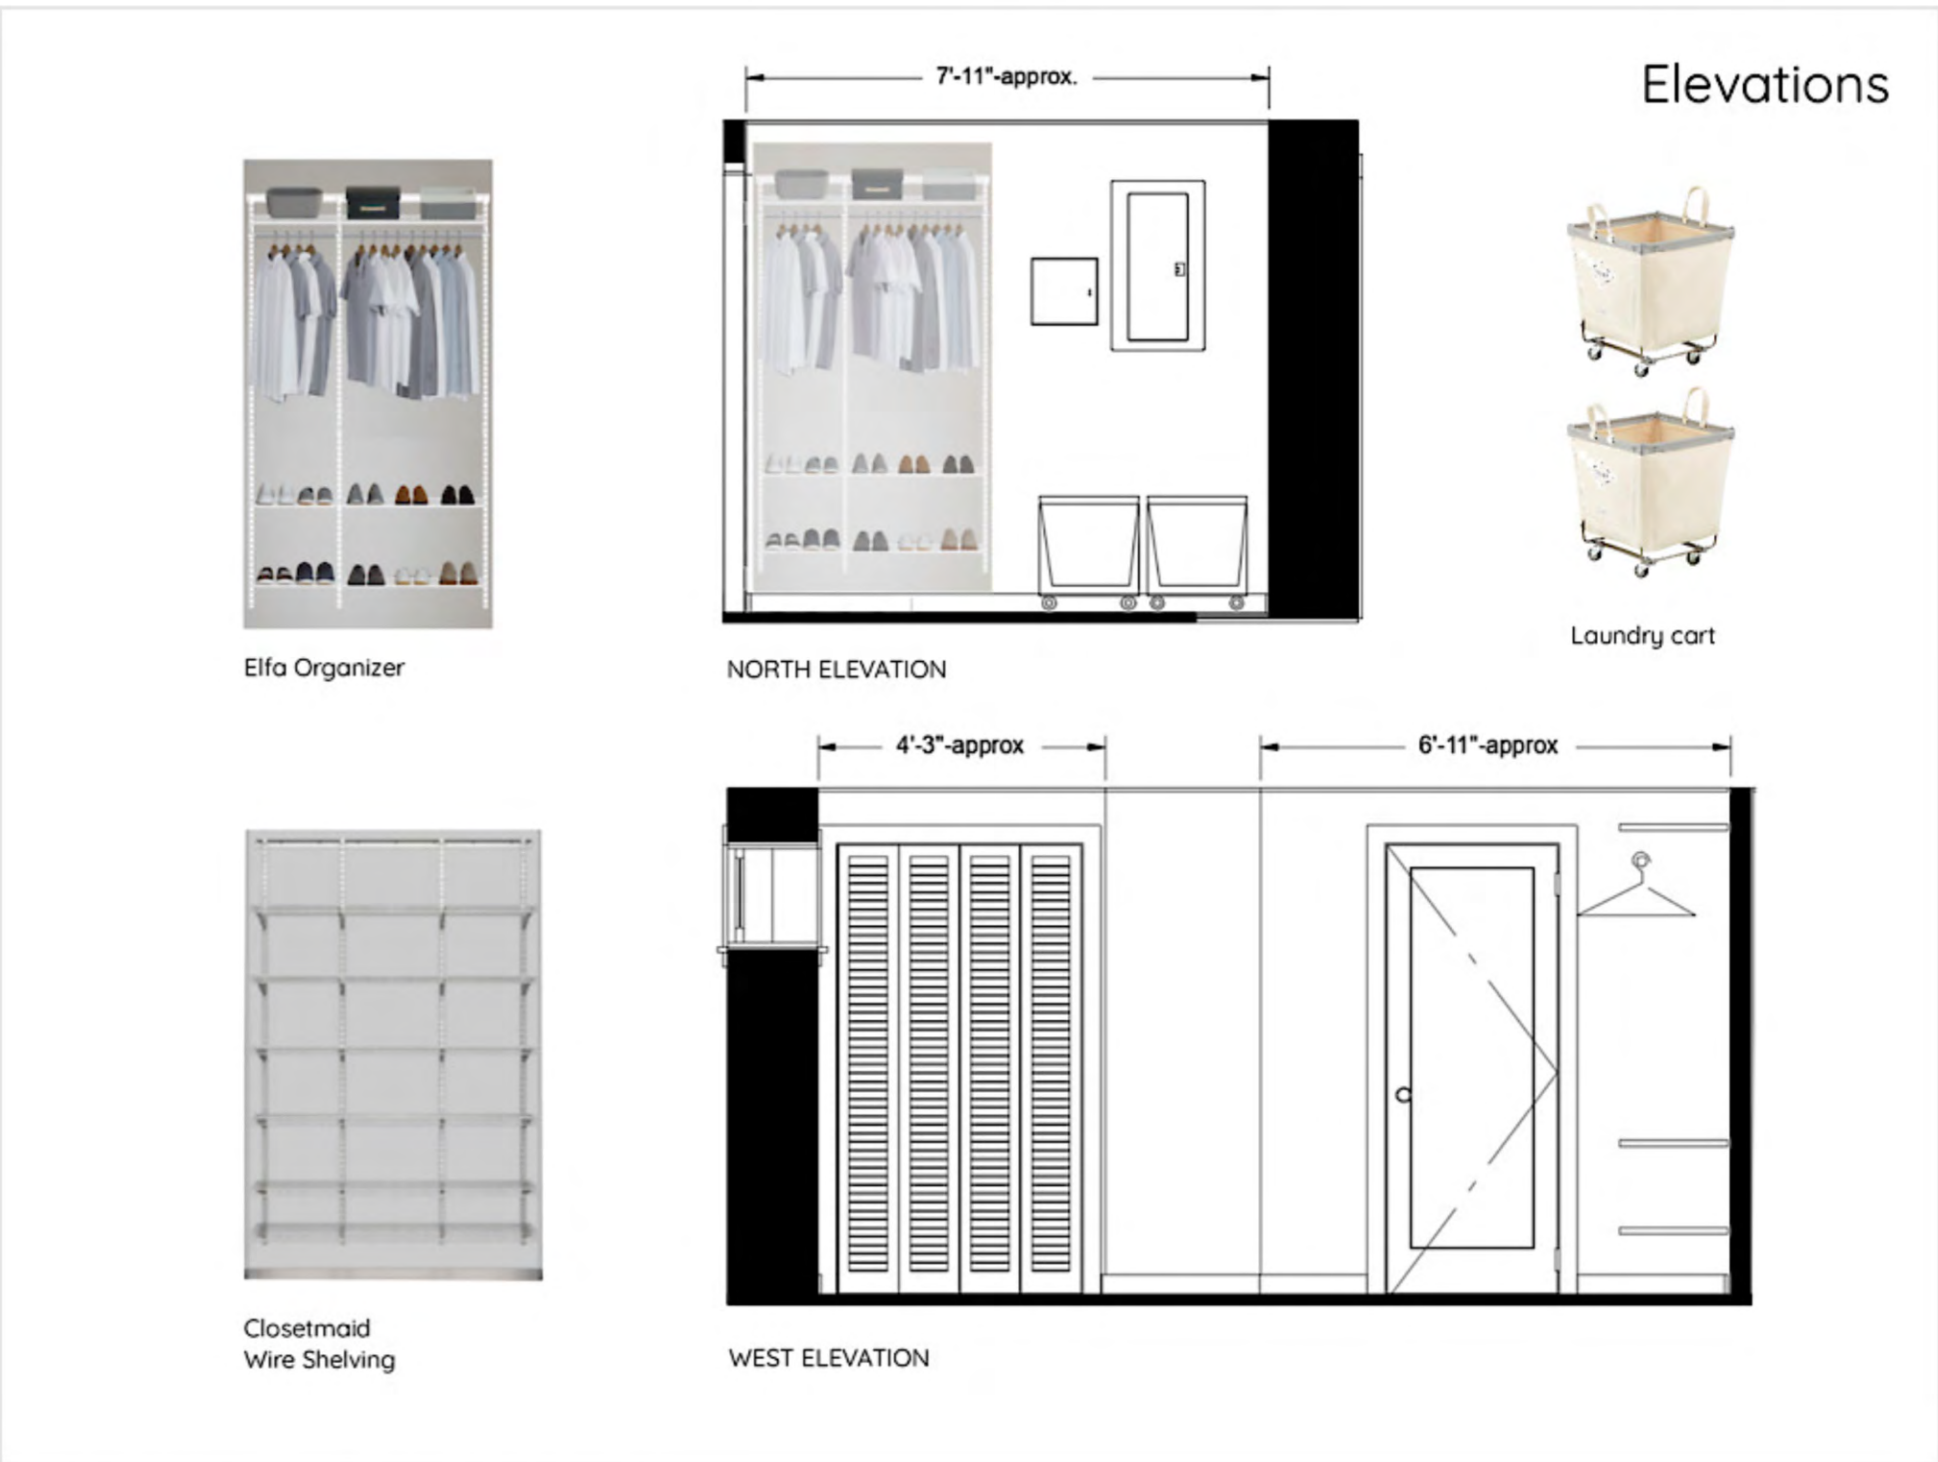 Elevations
7'-11"-approx.
Elfa Organizer
NORTH ELEVATION
Laundry cart
4'-3"-approx
6'-11"-approx
Closetmaid
Wire Shelving
WEST ELEVATION